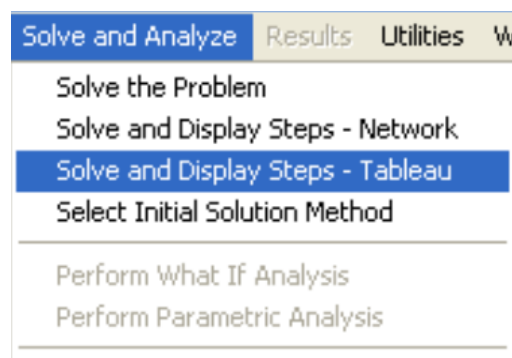 Solve and Analyze Results Utilities W
Solve the Problem
Solve and Display Steps - Network
Solve and Display Steps - Tableau
Select Initial Solution Method
Perform What If Analysis
Perform Parametric Analysis